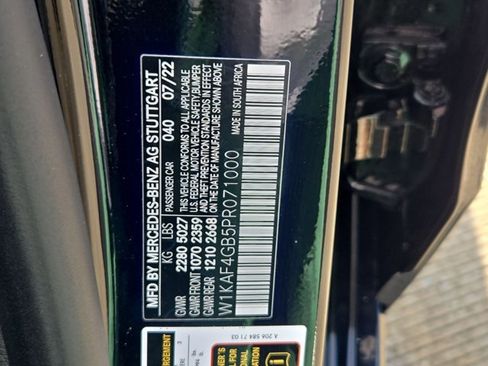 MFD BY MERCEDES-BENZ AG STUTTGART
PASSENGER CAR 040 07/22
KG LBS
GVWR 2280 5027
GAWR FRONT 1070 2359
GAWR REAR 1210 2668
THIS VEHICLE CONFORMS TO ALL APPLICABLE
U.S. FEDERAL MOTOR VEHICLE SAFETY, BUMPER
AND THEFT PREVENTION STANDARDS IN EFFECT
ON THE DATE OF MANUFACTURE SHOWN ABOVE.
MADE IN SOUTH AFRICA
W1KAF4GB5PR071000
A 206 584 71 03